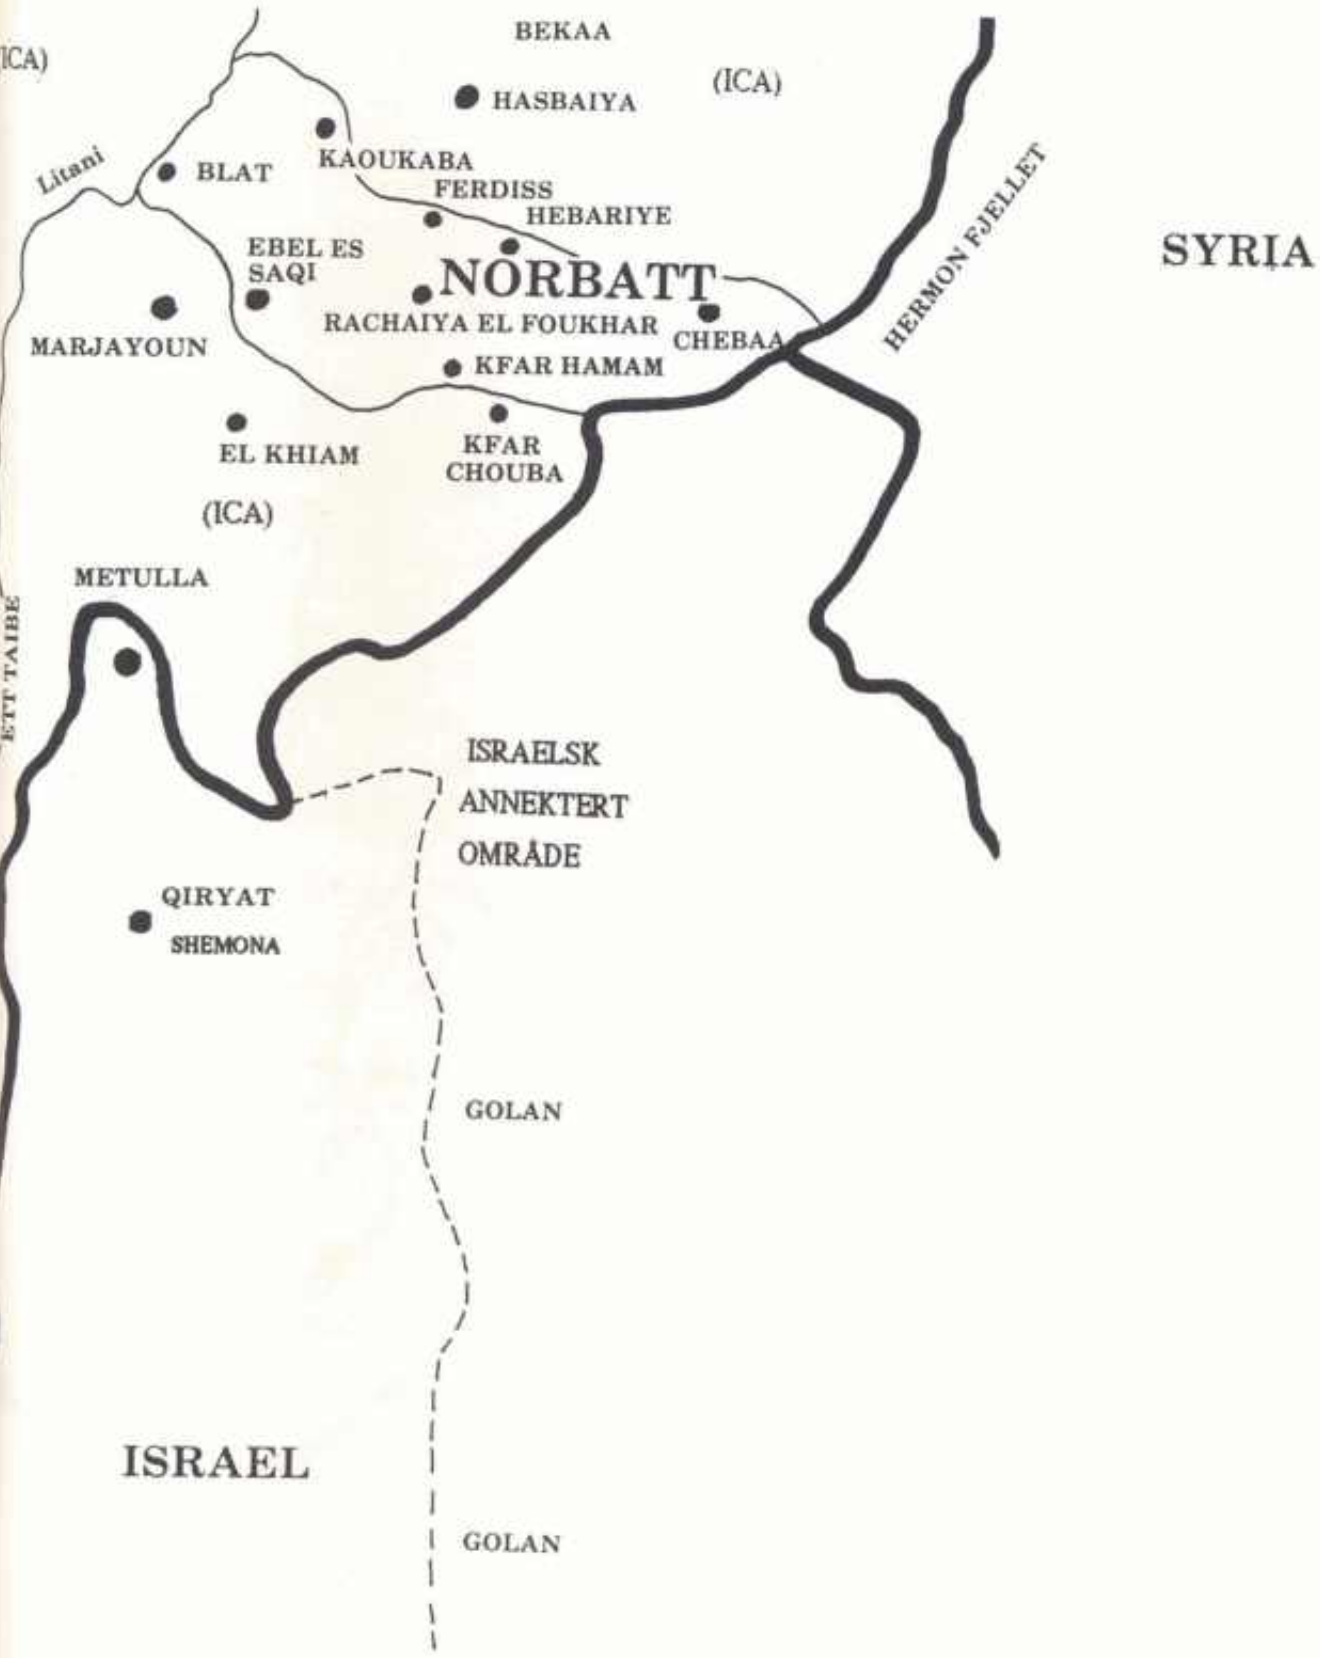 BEKAA
ICA)
(ICA)
HASBAIYA
KAOUKABA
Litani
BLAT
FERDISS
HEBARIYE
HERMON FJELLET
SYRIA
EBEL ES
SAQI
NORBATT
RACHAIYA EL FOUKHAR
CHEBAA
MARJAYOUN
KFAR HAMAM
EL KHIAM
KFAR
CHOUBA
(ICA)
METULLA
ETT TAIBE
ISRAELSK
ANNEKTERT
OMRÅDE
QIRYAT
SHEMONA
GOLAN
ISRAEL
GOLAN